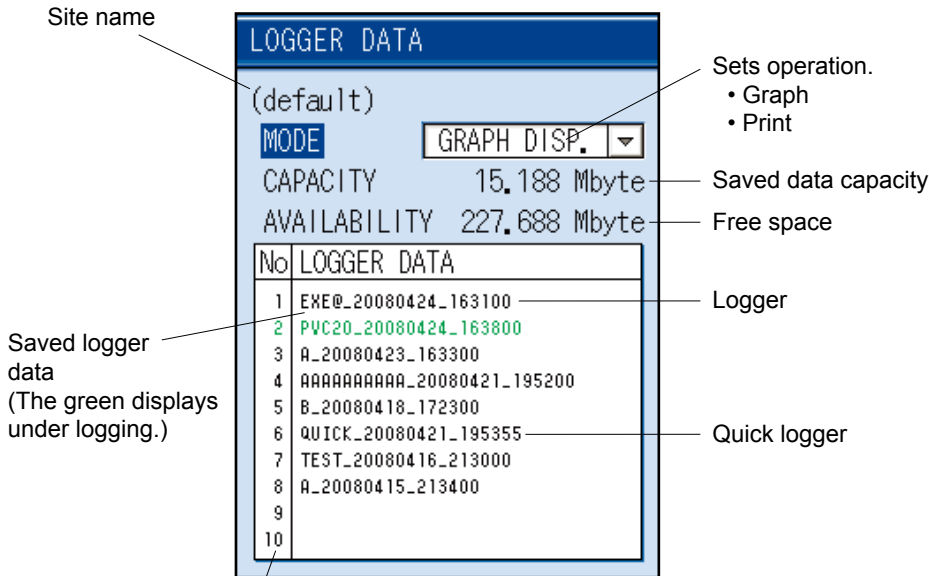 Site name
LOGGER DATA
Sets operation.
• Graph
• Print
(default)
MODE GRAPH DISP.
CAPACITY 15.188 Mbyte
Saved data capacity
AVAILABILITY 227.688 Mbyte
Free space
No LOGGER DATA
1 EXE@_20080424_163100
Logger
2 PVC20_20080424_163800
3 A_20080423_163300
4 AAAAAAAAAA_20080421_195200
5 B_20080418_172300
6 QUICK_20080421_195355
Quick logger
7 TEST_20080416_213000
8 A_20080415_213400
9
10
Saved logger
data
(The green displays
under logging.)